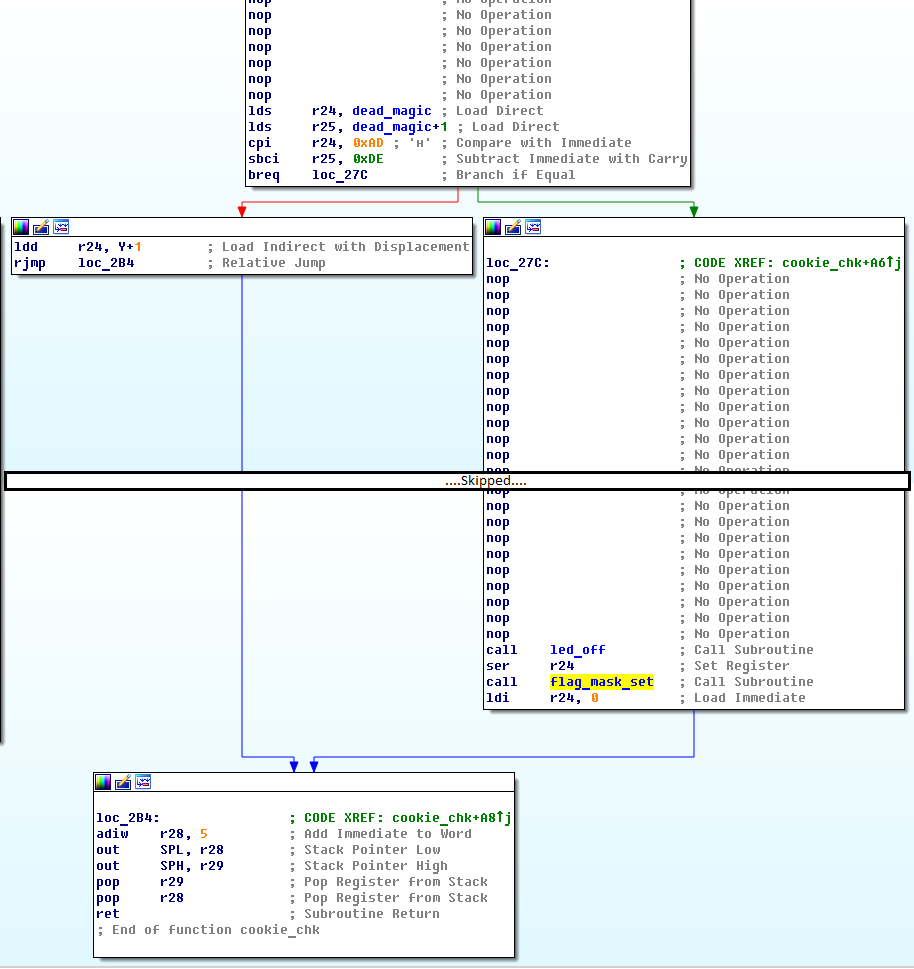 nop ; No Operation
nop ; No Operation
nop ; No Operation
nop ; No Operation
nop ; No Operation
nop ; No Operation
nop ; No Operation
lds r24, dead_magic ; Load Direct
lds r25, dead_magic+1 ; Load Direct
cpi r24, 0xAD ; 'н' ; Compare with Immediate
sbci r25, 0xDE ; Subtract Immediate with Carry
breq loc_27C ; Branch if Equal
ldd r24, Y+1 ; Load Indirect with Displacement
rjmp loc_2B4 ; Relative Jump
loc_27C: ; CODE XREF: cookie_chk+A6↑j
nop ; No Operation
nop ; No Operation
nop ; No Operation
nop ; No Operation
nop ; No Operation
nop ; No Operation
nop ; No Operation
nop ; No Operation
nop ; No Operation
nop ; No Operation
nop ; No Operation
nop ; No Operation
nop ; No Operation
....Skipped....
nop ; No Operation
nop ; No Operation
nop ; No Operation
nop ; No Operation
nop ; No Operation
nop ; No Operation
nop ; No Operation
nop ; No Operation
nop ; No Operation
nop ; No Operation
call led_off ; Call Subroutine
ser r24 ; Set Register
call flag_mask_set ; Call Subroutine
ldi r24, 0 ; Load Immediate
loc_2B4: ; CODE XREF: cookie_chk+A8↑j
adiw r28, 5 ; Add Immediate to Word
out SPL, r28 ; Stack Pointer Low
out SPH, r29 ; Stack Pointer High
pop r29 ; Pop Register from Stack
pop r28 ; Pop Register from Stack
ret ; Subroutine Return
; End of function cookie_chk